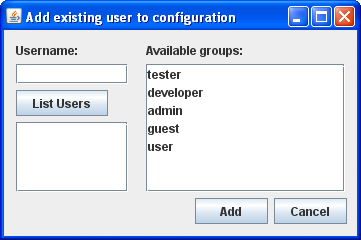 Add existing user to configuration
Username:
List Users
Available groups:
tester
developer
admin
guest
user
Add
Cancel